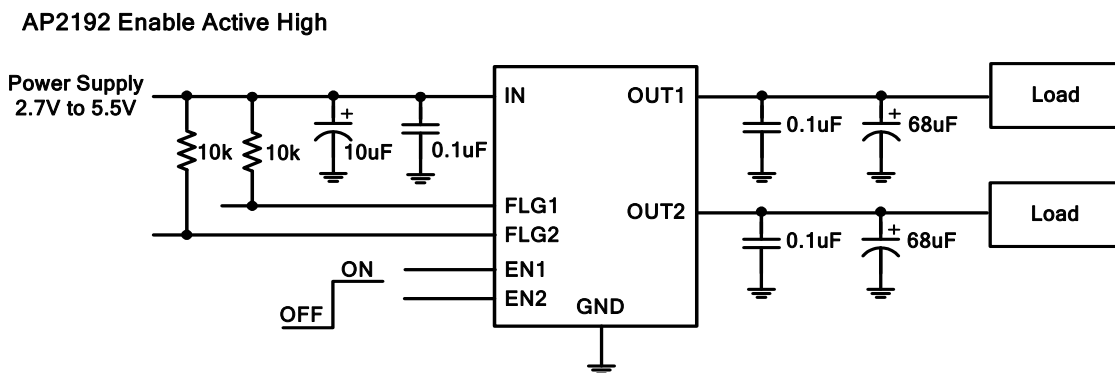 AP2192 Enable Active High
Power Supply
2.7V to 5.5V
IN
OUT1
Load
10k
10k
+
10uF
0.1uF
0.1uF
+
68uF
FLG1
OUT2
Load
FLG2
0.1uF
+
68uF
ON
EN1
OFF
EN2
GND